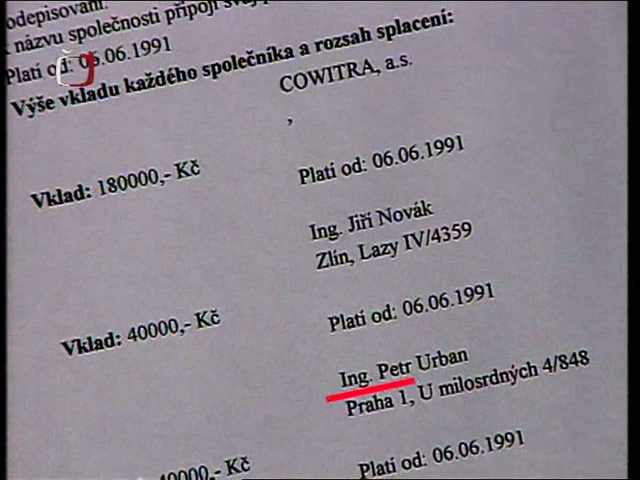 odepisování:
názvu společnosti připojí svůj
Platí od: 06.06.1991
Výše vkladu každého společníka a rozsah splacení:
COWITRA, a.s.
,
Vklad: 180000,- Kč Platí od: 06.06.1991
Ing. Jiří Novák
Zlín, Lazy IV/4359
Vklad: 40000,- Kč Platí od: 06.06.1991
Ing. Petr Urban
Praha 1, U milosrdných 4/848
40000,- Kč Platí od: 06.06.1991